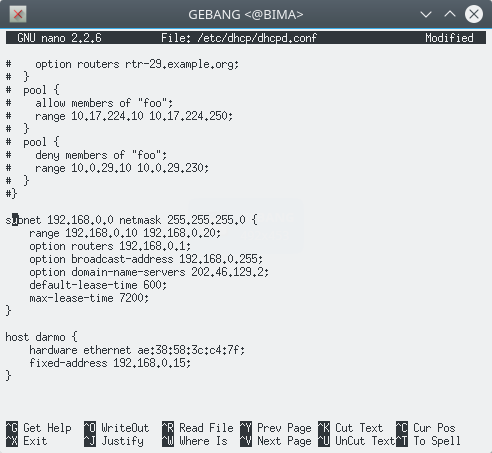 GEBANG <@BIMA>
GNU nano 2.2.6 File: /etc/dhcp/dhcpd.conf Modified
#    option routers rtr-29.example.org;
#  }
#  pool {
#    allow members of "foo";
#    range 10.17.224.10 10.17.224.250;
#  }
#  pool {
#    deny members of "foo";
#    range 10.0.29.10 10.0.29.230;
#  }
#}
subnet 192.168.0.0 netmask 255.255.255.0 {
    range 192.168.0.10 192.168.0.20;
    option routers 192.168.0.1;
    option broadcast-address 192.168.0.255;
    option domain-name-servers 202.46.129.2;
    default-lease-time 600;
    max-lease-time 7200;
}
host darmo {
    hardware ethernet ae:38:58:3c:c4:7f;
    fixed-address 192.168.0.15;
}
^G Get Help ^O WriteOut ^R Read File ^Y Prev Page ^K Cut Text ^C Cur Pos
^X Exit ^J Justify ^W Where Is ^V Next Page ^U UnCut Text ^T To Spell